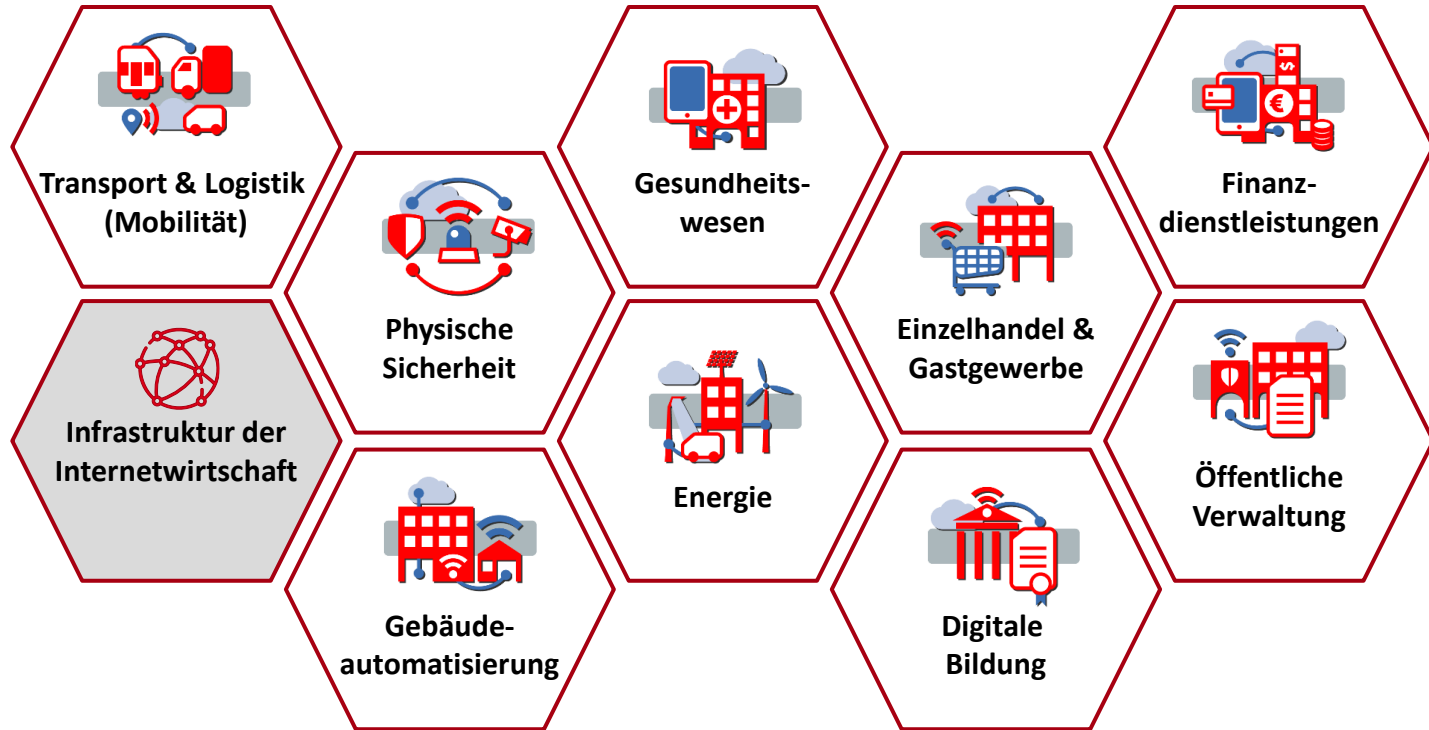 Transport & Logistik
(Mobilität)
Gesundheits-
wesen
Finanz-
dienstleistungen
Physische
Sicherheit
Einzelhandel &
Gastgewerbe
Infrastruktur der
Internetwirtschaft
Energie
Öffentliche
Verwaltung
Gebäude-
automatisierung
Digitale
Bildung